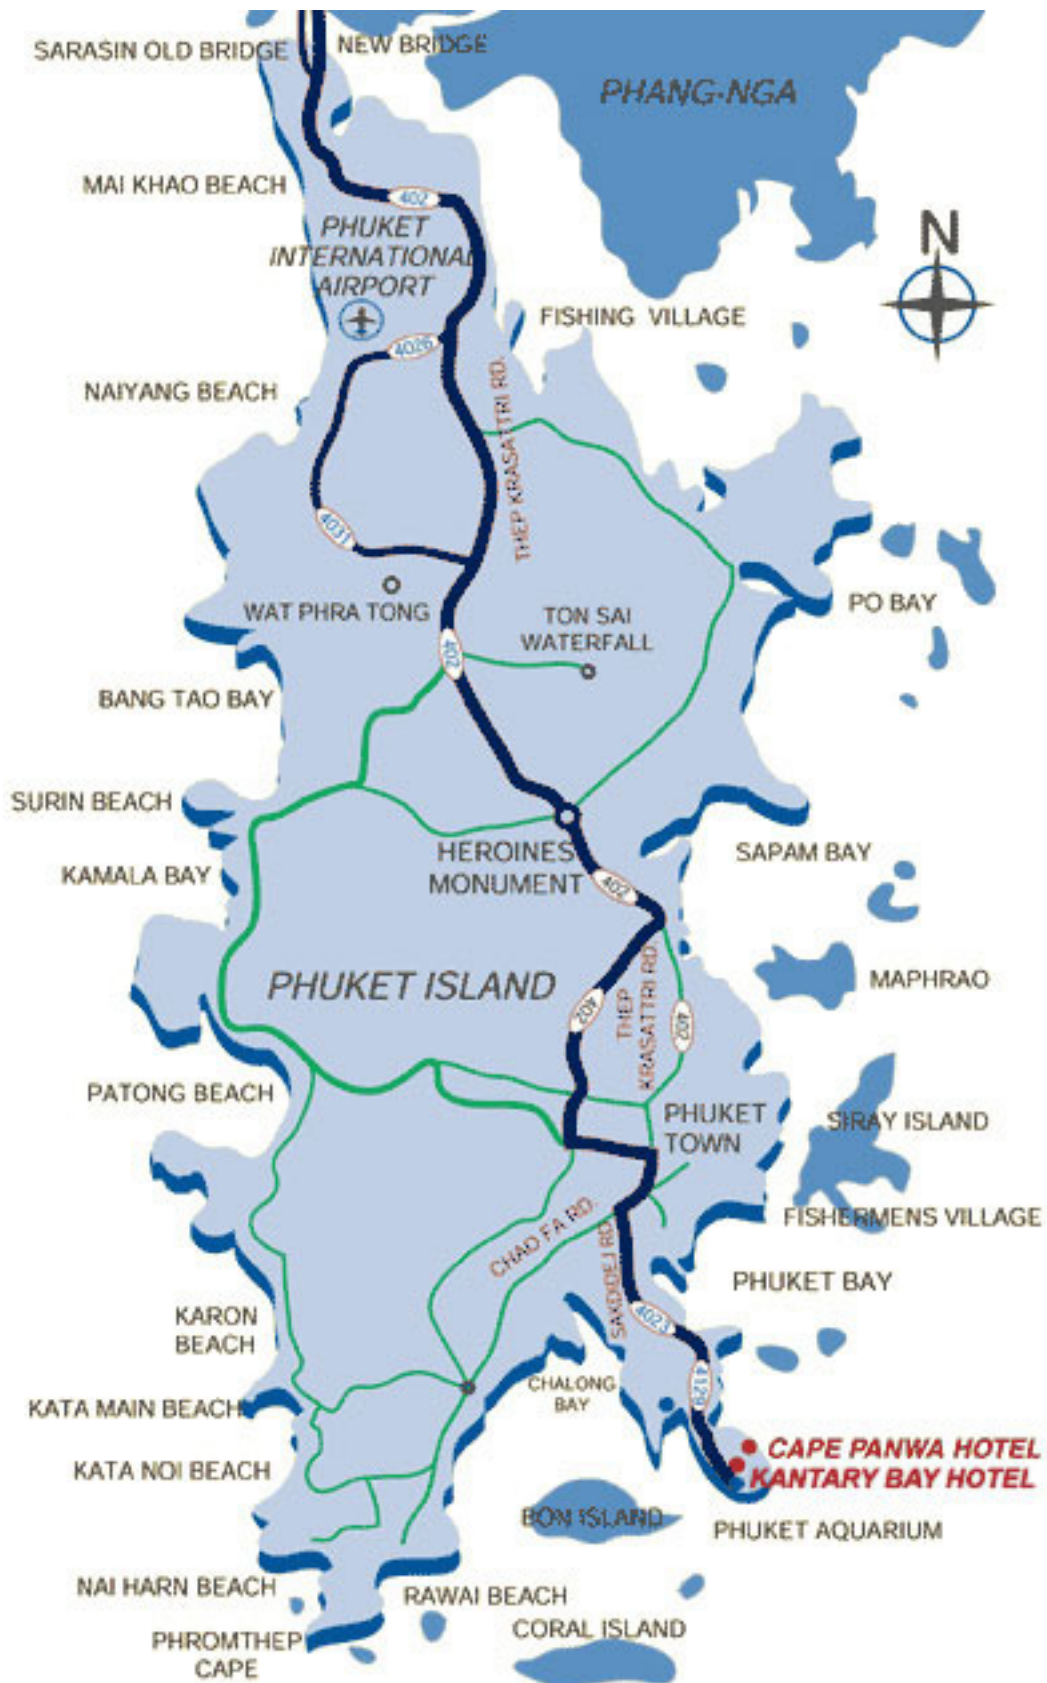 SARASIN OLD BRIDGE
NEW BRIDGE
PHANG-NGA
MAI KHAO BEACH
402
PHUKET
INTERNATIONAL
AIRPORT
N
FISHING VILLAGE
4026
NAIYANG BEACH
THEP KRASATTRI RD.
4031
WAT PHRA TONG
TON SAI
WATERFALL
PO BAY
402
BANG TAO BAY
SURIN BEACH
HEROINES
MONUMENT
SAPAM BAY
KAMALA BAY
402
PHUKET ISLAND
MAPHRAO
402
THEP
KRASATTRI RD.
402
PATONG BEACH
PHUKET
TOWN
SIRAY ISLAND
FISHERMENS VILLAGE
CHAO FA RD.
SAKDIDEJ RD.
PHUKET BAY
KARON
BEACH
4023
CHALONG
BAY
4129
KATA MAIN BEACH
CAPE PANWA HOTEL
KANTARY BAY HOTEL
KATA NOI BEACH
BON ISLAND
PHUKET AQUARIUM
NAI HARN BEACH
RAWAI BEACH
CORAL ISLAND
PHROMTHEP
CAPE